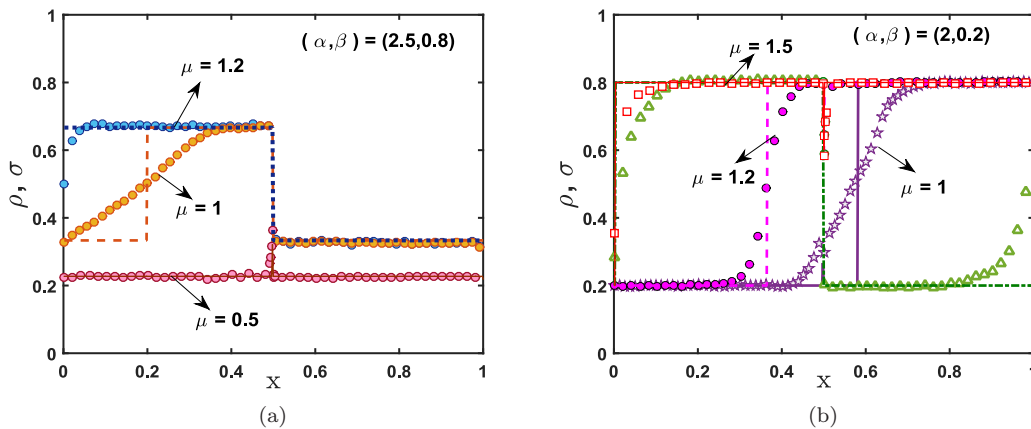 ( α,β ) = (2.5,0.8)
μ = 1.2
μ = 1
μ = 0.5
ρ, σ
1
0.8
0.6
0.4
0.2
0
0 0.2 0.4 0.6 0.8 1
x
(a)
( α,β ) = (2,0.2)
μ = 1.5
μ = 1.2
μ = 1
ρ, σ
1
0.8
0.6
0.4
0.2
0
0 0.2 0.4 0.6 0.8 1
x
(b)